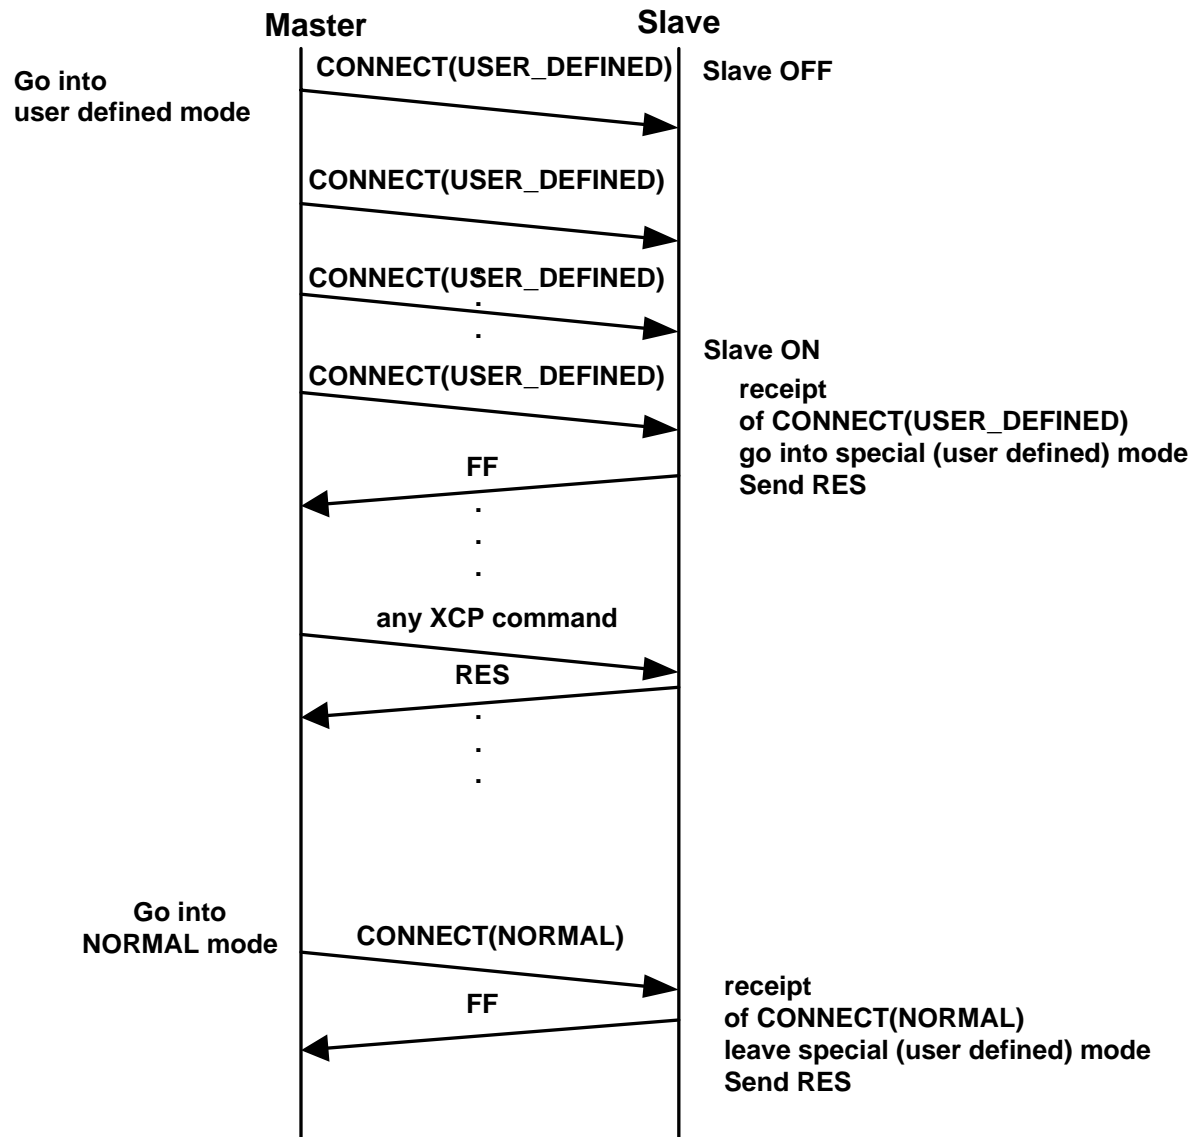 Master
Slave
Go into
user defined mode
CONNECT(USER_DEFINED)
Slave OFF
CONNECT(USER_DEFINED)
CONNECT(USER_DEFINED)
.
.
.
Slave ON
CONNECT(USER_DEFINED)
receipt
of CONNECT(USER_DEFINED)
go into special (user defined) mode
Send RES
FF
.
.
.
any XCP command
RES
.
.
.
Go into
NORMAL mode
CONNECT(NORMAL)
FF
receipt
of CONNECT(NORMAL)
leave special (user defined) mode
Send RES